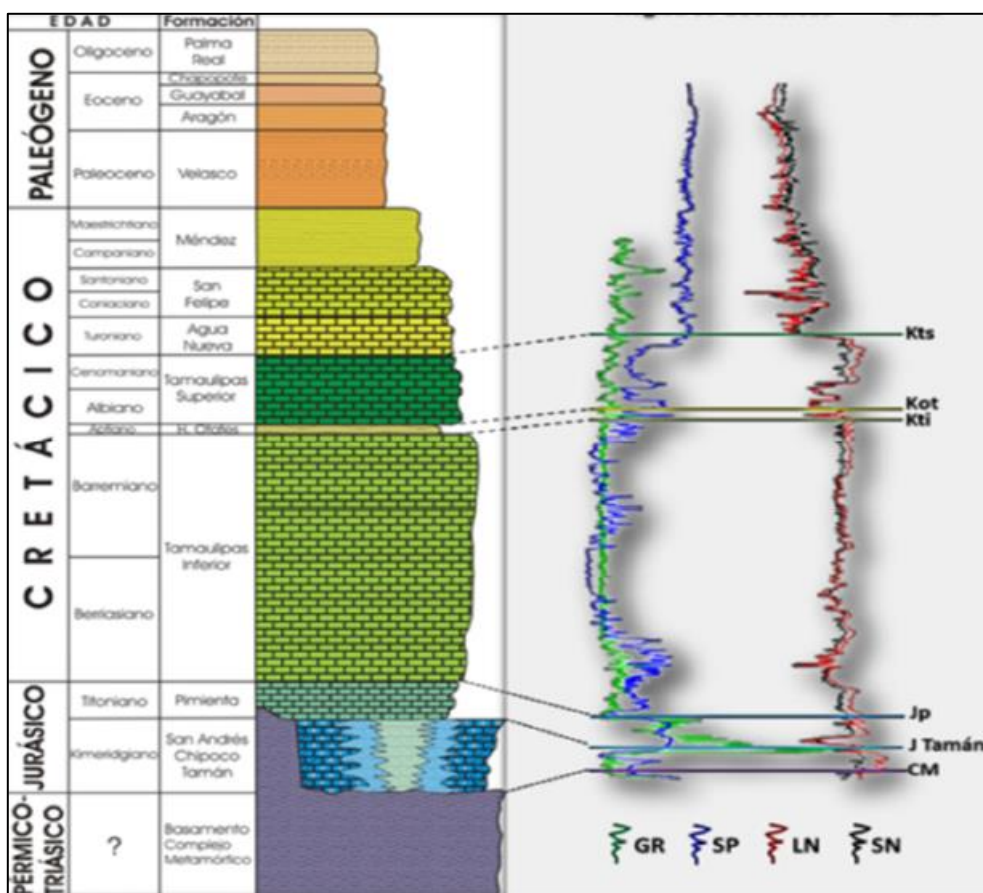 EDAD
Formación
PALEÓGENO
Oligoceno
Palma
Real
Eoceno
Chapopote
Guayabal
Aragón
Paleoceno
Velasco
CRETÁCICO
Maestrichtiano
Campaniano
Méndez
Santoniano
Coniaciano
San
Felipe
Turoniano
Agua
Nueva
Cenomaniano
Albiano
Tamaulipas
Superior
Aptiano
H. Otates
Barremiano
Berriasiano
Tamaulipas
Inferior
JURÁSICO
Titoniano
Pimienta
Kimeridgiano
San Andrés
Chipoco
Tamán
PÉRMICO-
TRIÁSICO
?
Basamento
Complejo
Metamórfico
Kts
Kot
Kti
Jp
J Tamán
CM
GR
SP
LN
SN